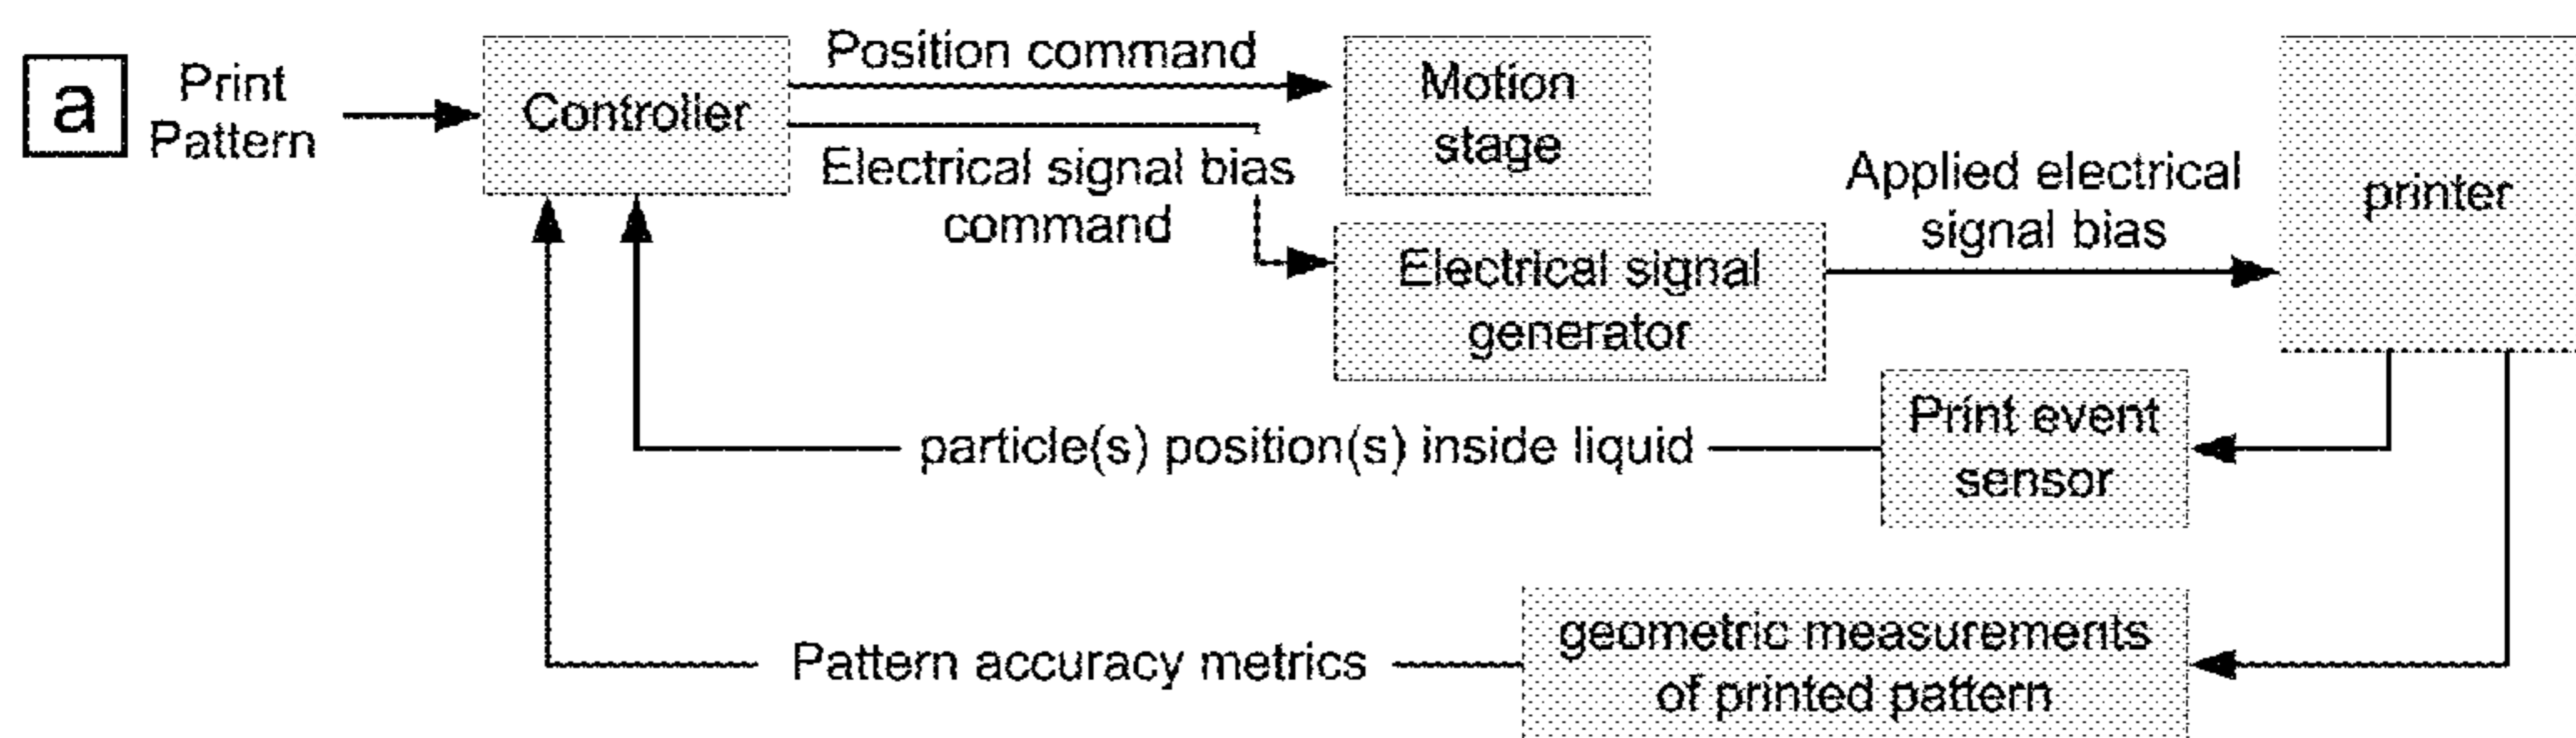 a
Print
Pattern
Controller
Position command
Electrical signal bias
command
Motion
stage
Electrical signal
generator
Applied electrical
signal bias
printer
Print event
sensor
particle(s) position(s) inside liquid
geometric measurements
of printed pattern
Pattern accuracy metrics